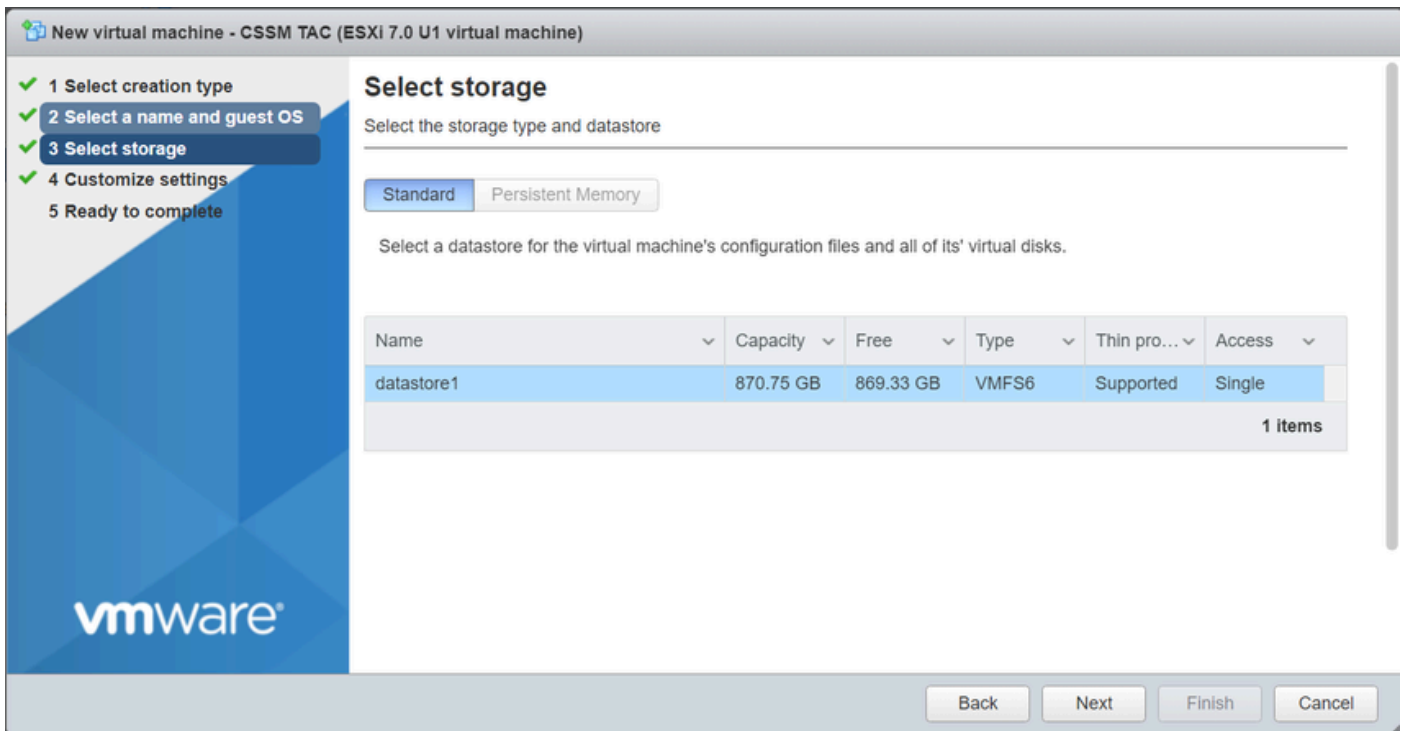 New virtual machine - CSSM TAC (ESXi 7.0 U1 virtual machine)
1 Select creation type
2 Select a name and guest OS
3 Select storage
4 Customize settings
5 Ready to complete
vmware®
Select storage
Select the storage type and datastore
Standard Persistent Memory
Select a datastore for the virtual machine's configuration files and all of its' virtual disks.
Name Capacity Free Type Thin pro... Access
datastore1 870.75 GB 869.33 GB VMFS6 Supported Single
1 items
Back Next Finish Cancel